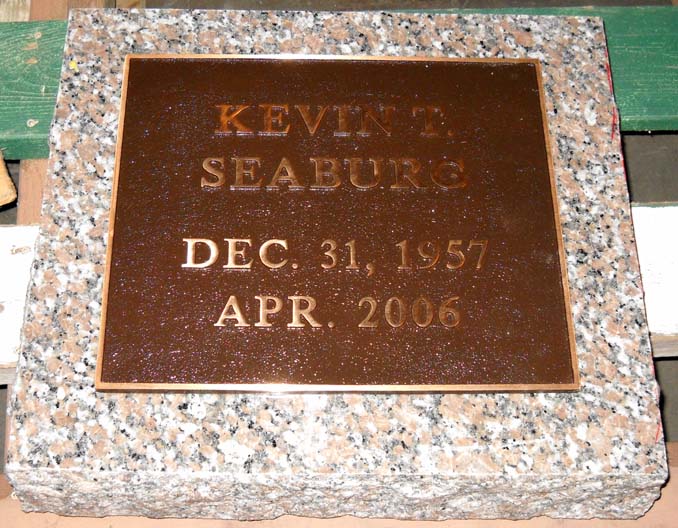 KEVIN T.
SEABURG
DEC. 31, 1957
APR. 2006